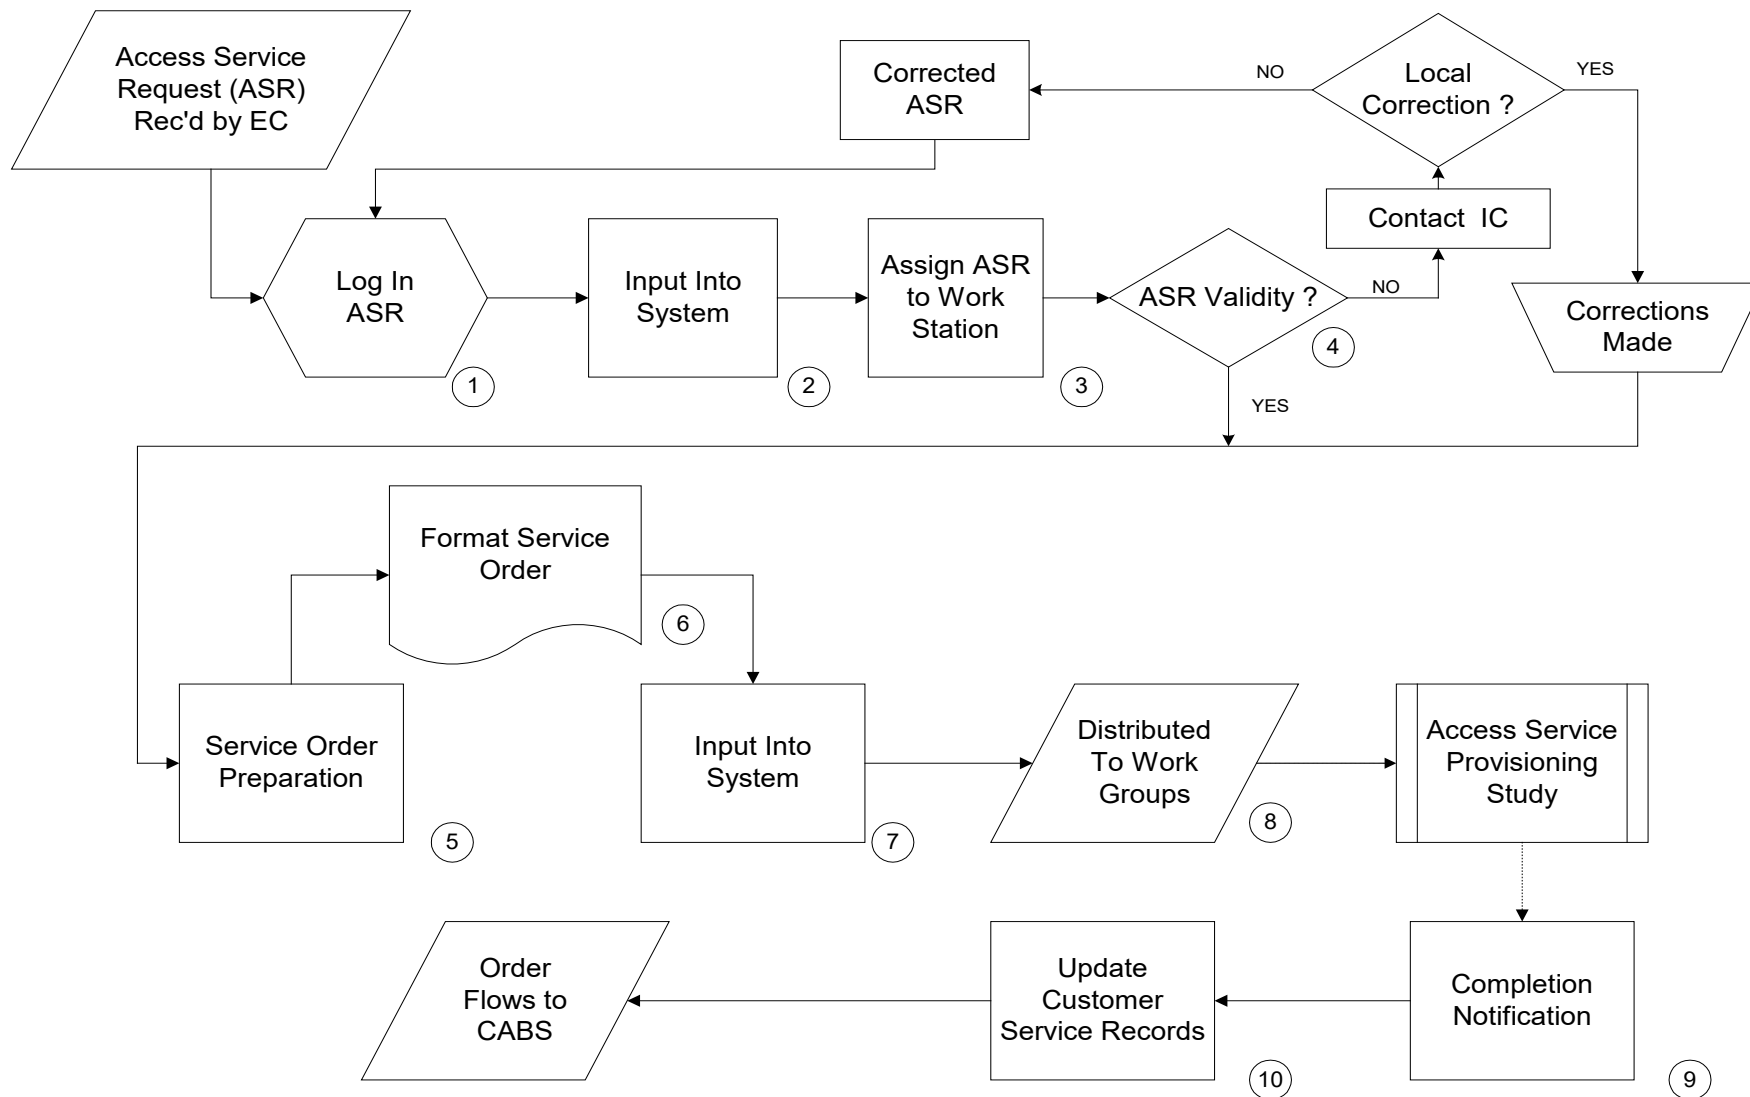 Access Service
Request (ASR)
Rec'd by EC
Corrected
ASR
NO
Local
Correction ?
YES
Contact IC
Log In
ASR
1
Input Into
System
2
Assign ASR
to Work
Station
3
ASR Validity ?
NO
4
YES
Corrections
Made
Format Service
Order
6
Service Order
Preparation
5
Input Into
System
7
Distributed
To Work
Groups
8
Access Service
Provisioning
Study
Order
Flows to
CABS
Update
Customer
Service Records
10
Completion
Notification
9